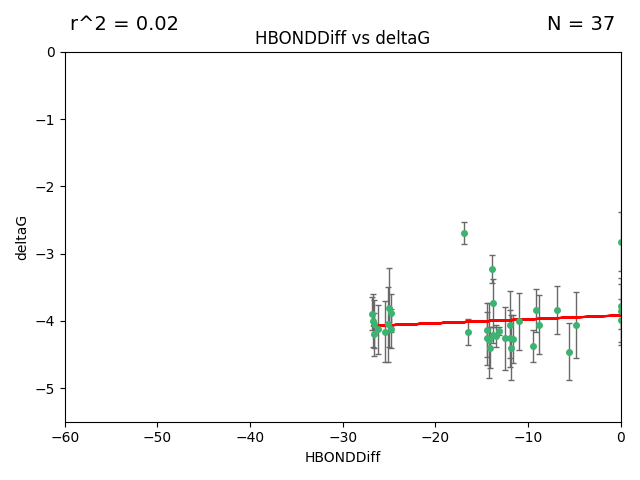 r^2 = 0.02
N = 37
HBONDDiff vs deltaG
deltaG
0
−1
−2
−3
−4
−5
−60
−50
−40
−30
−20
−10
0
HBONDDiff